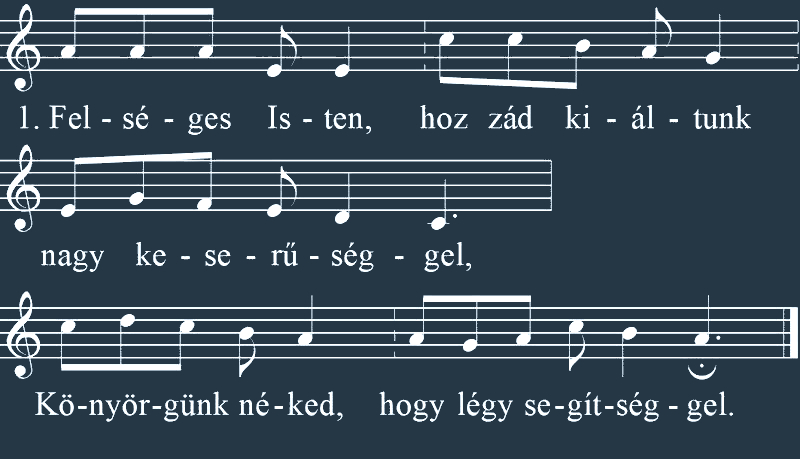 1. Fel - sé - ges Is - ten, hoz zád ki - ál - tunk
nagy ke - se - rű - ség - gel,
Kö-nyör-günk né-ked, hogy légy se-gít-ség - gel.